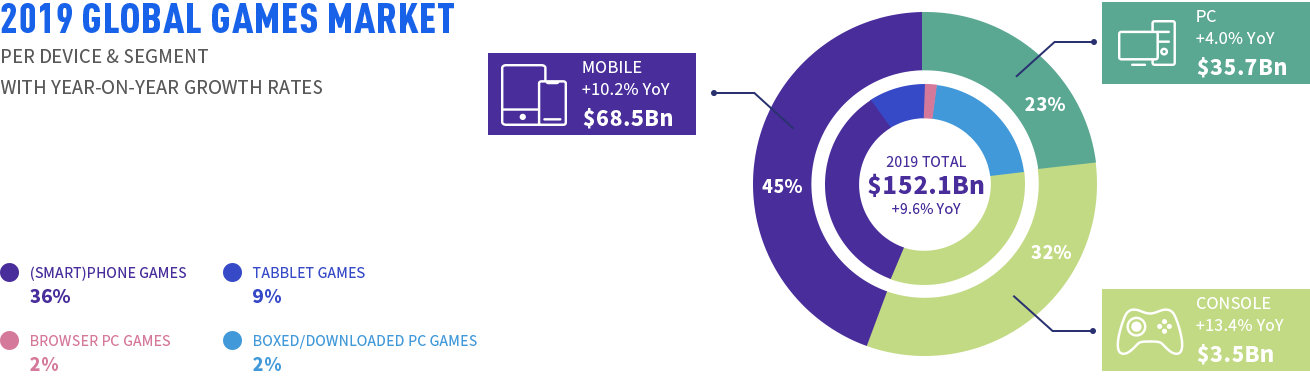 2019 GLOBAL GAMES MARKET
PER DEVICE & SEGMENT
WITH YEAR-ON-YEAR GROWTH RATES
MOBILE
+10.2% YoY
$68.5Bn
PC
+4.0% YoY
$35.7Bn
23%
45%
2019 TOTAL
$152.1Bn
+9.6% YoY
32%
CONSOLE
+13.4% YoY
$3.5Bn
(SMART)PHONE GAMES
36%
TABBLET GAMES
9%
BROWSER PC GAMES
2%
BOXED/DOWNLOADED PC GAMES
2%